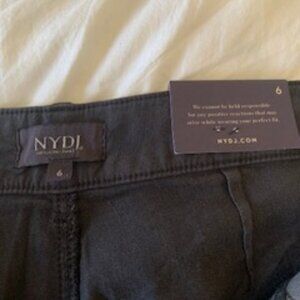 NYDJ
6
6
We cannot be held responsible
for any positive reactions that may
arise while wearing your perfect fit.
NYDJ.COM